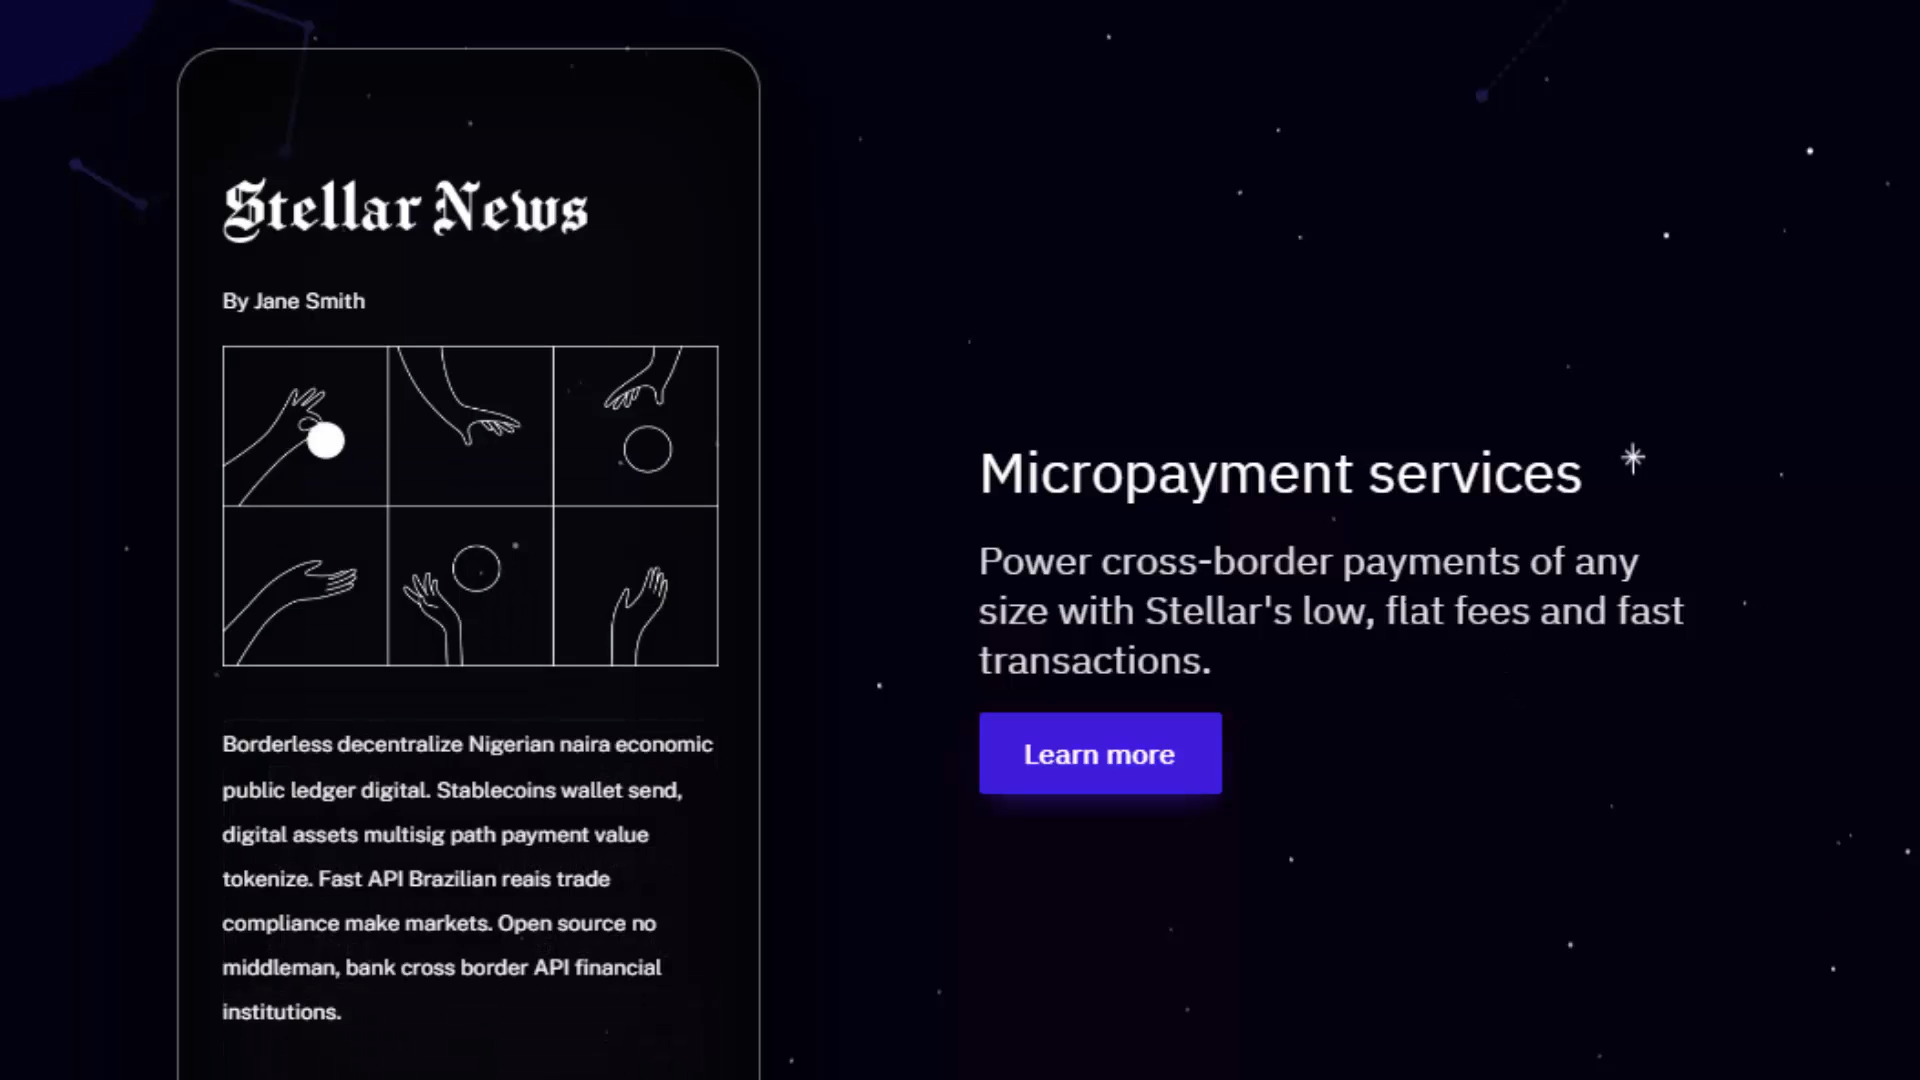 Stellar News
By Jane Smith
Borderless decentralize Nigerian naira economic
public ledger digital. Stablecoins wallet send,
digital assets multisig path payment value
tokenize. Fast API Brazilian reais trade
compliance make markets. Open source no
middleman, bank cross border API financial
institutions.
Micropayment services
Power cross-border payments of any
size with Stellar's low, flat fees and fast
transactions.
Learn more